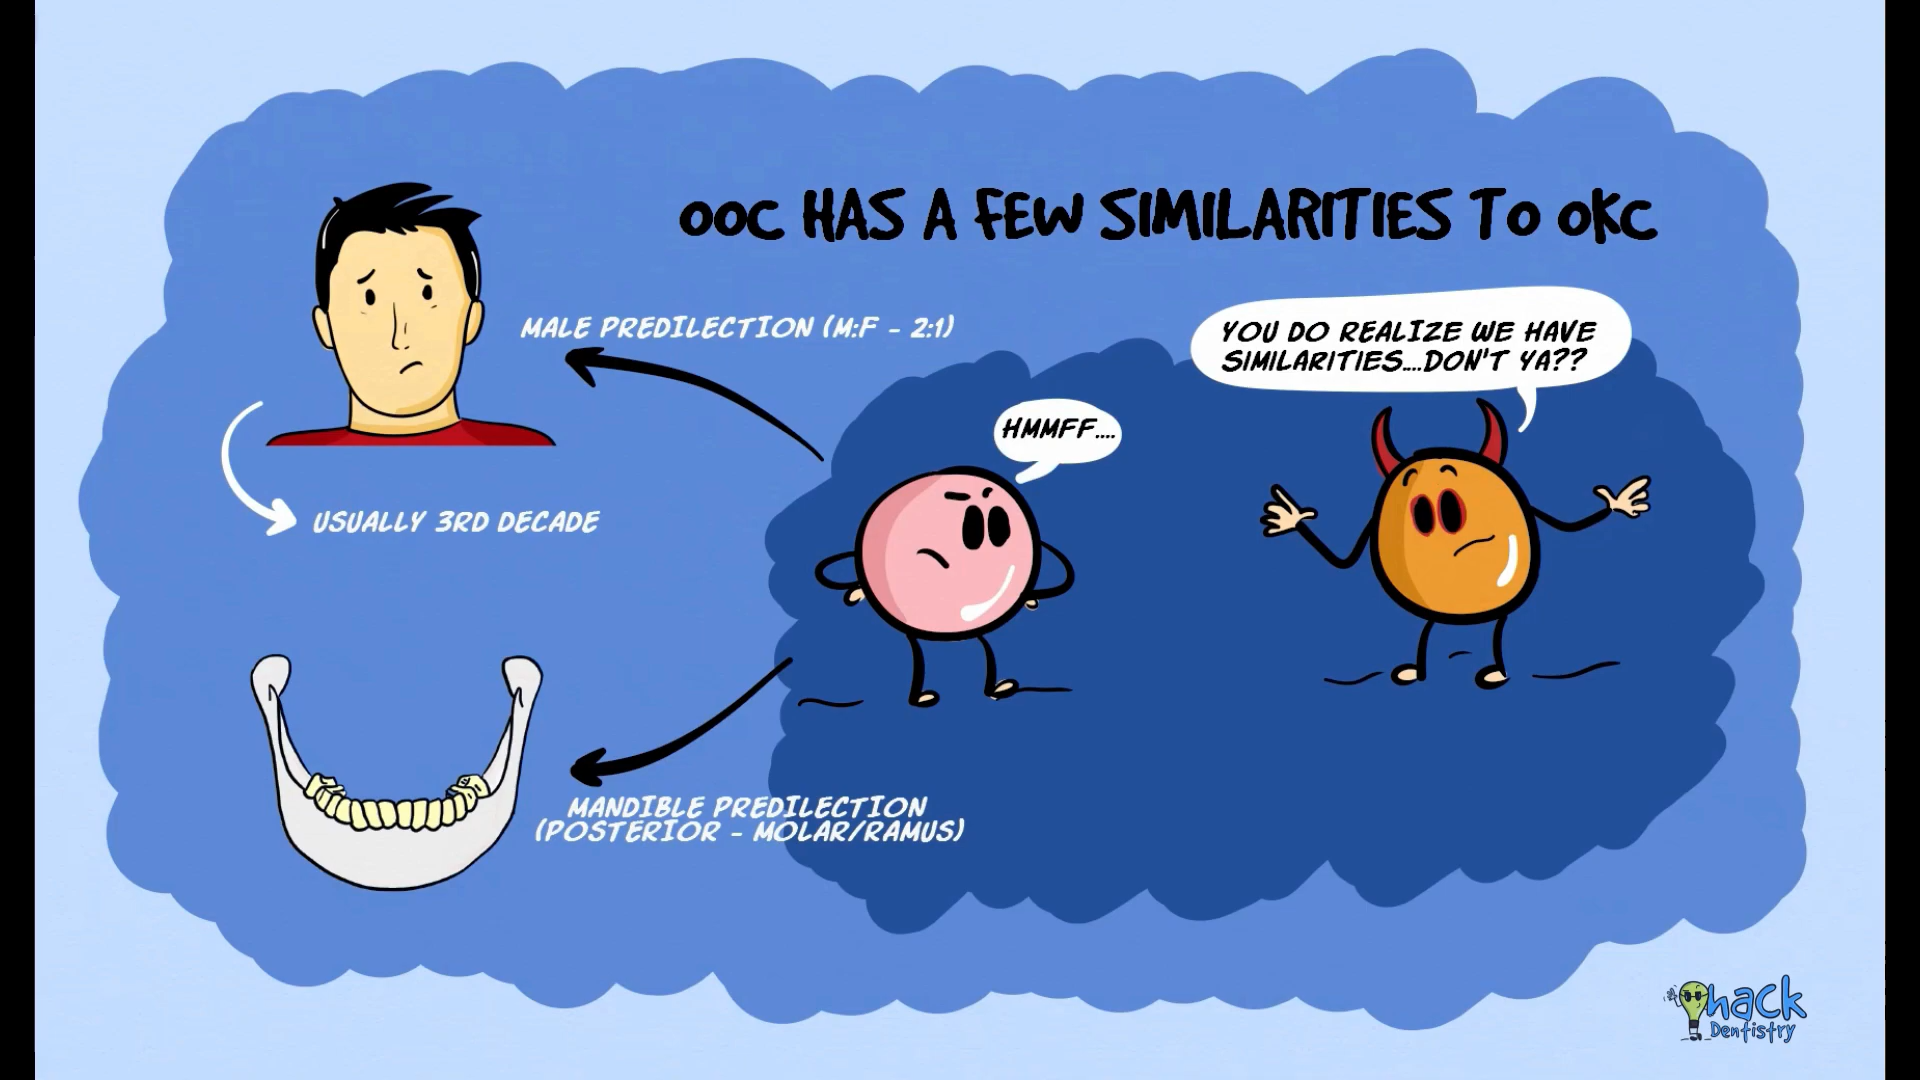 OOC HAS A FEW SIMILARITIES TO OKC
MALE PREDILECTION (M:F - 2:1)
YOU DO REALIZE WE HAVE
SIMILARITIES....DON'T YA??
HMMFF....
USUALLY 3RD DECADE
MANDIBLE PREDILECTION
(POSTERIOR - MOLAR/RAMUS)
hack
Dentistry